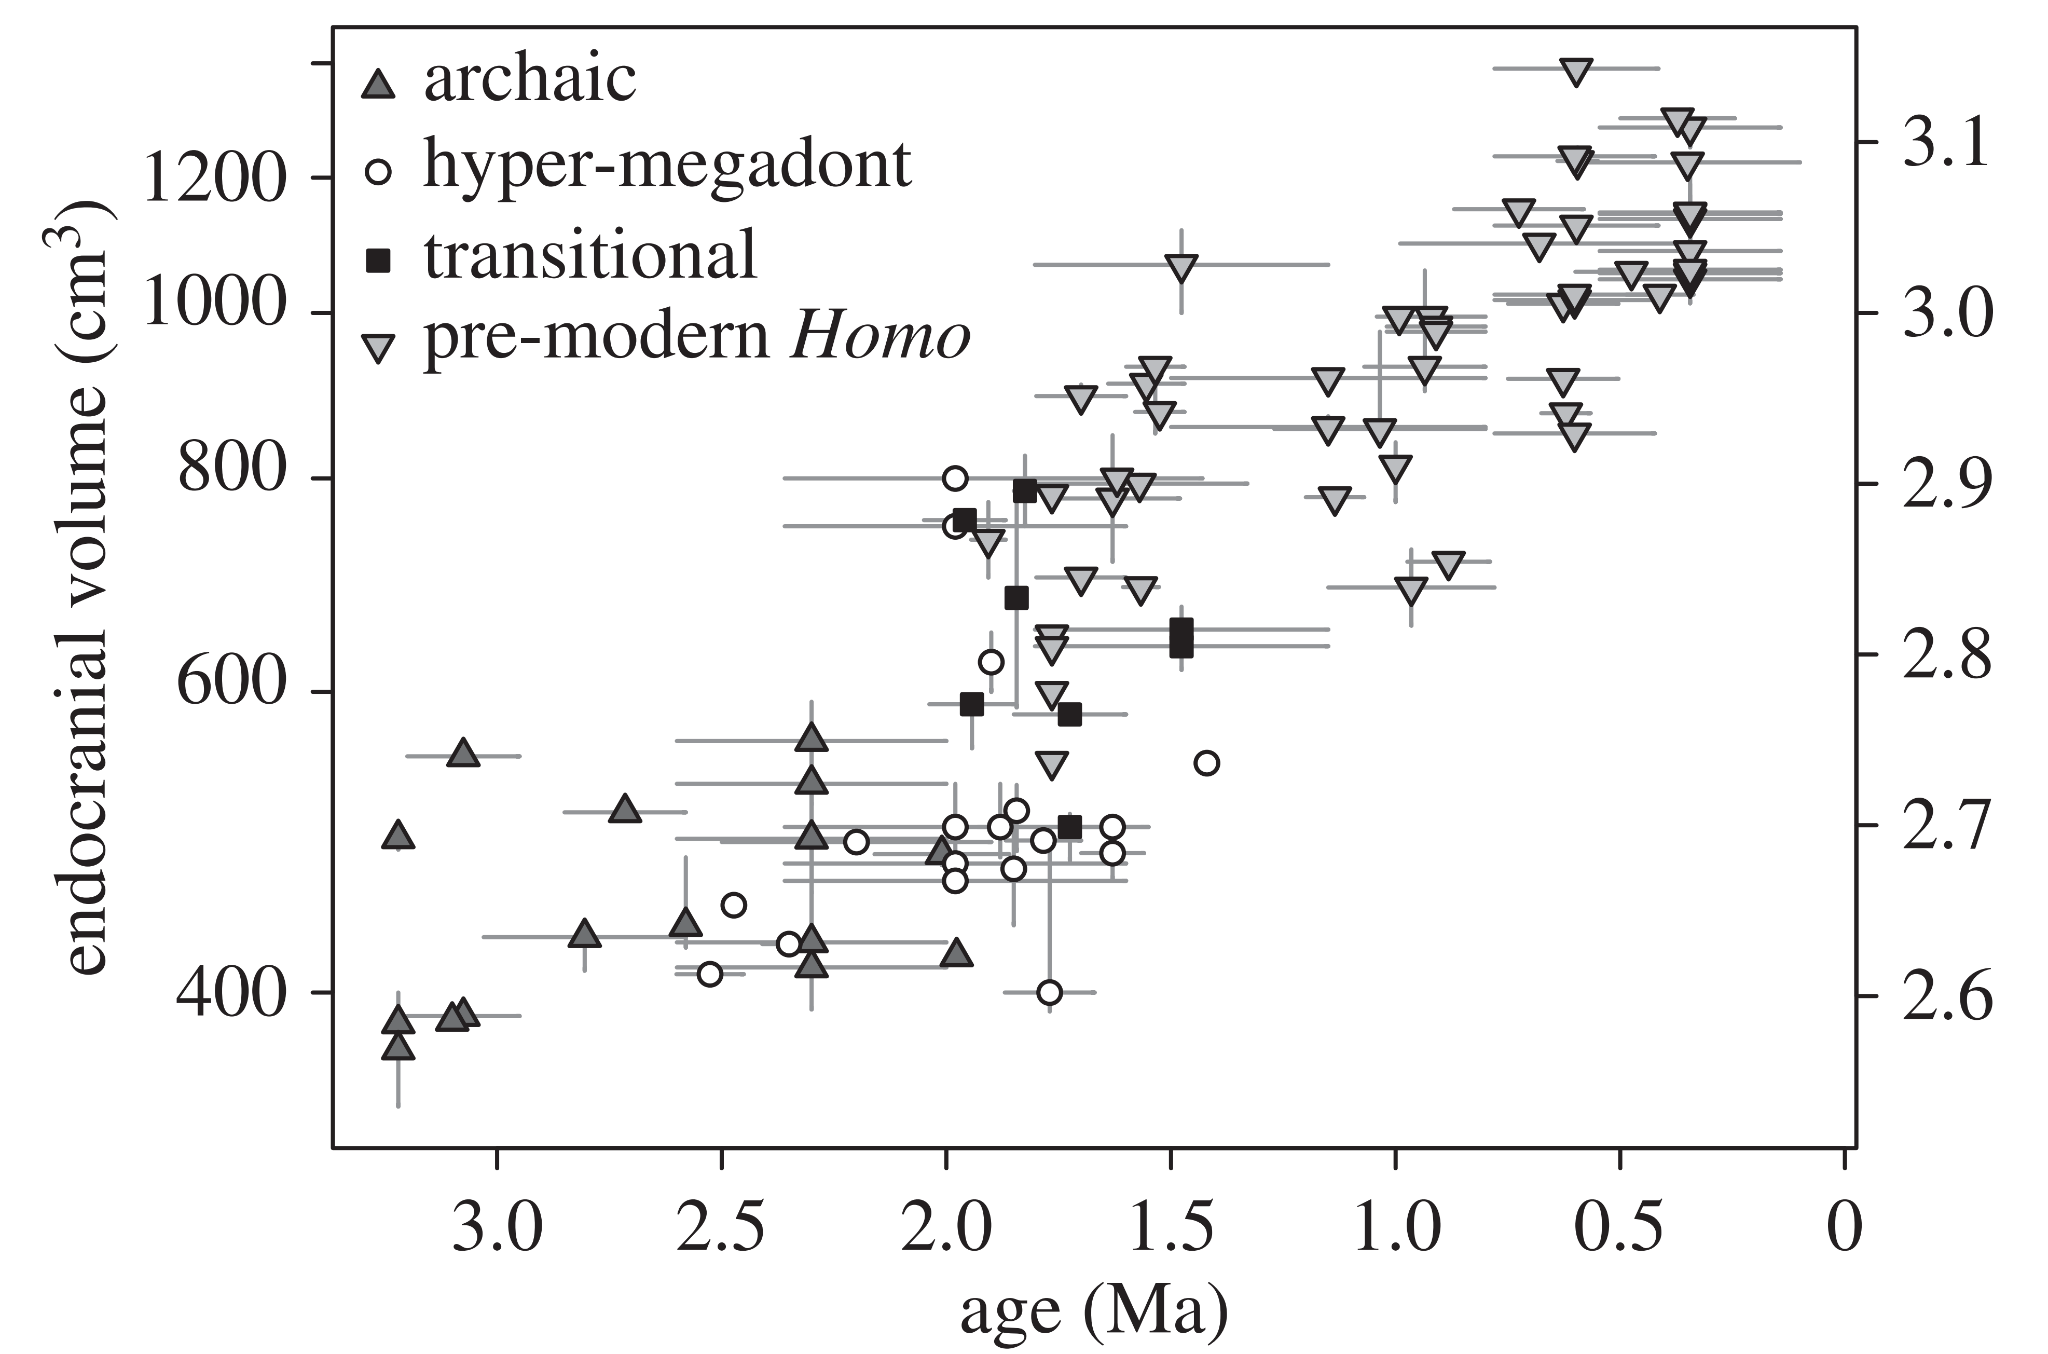 archaic
hyper-megadont
transitional
pre-modern Homo
endocranial volume (cm³)
1200
1000
800
600
400
3.1
3.0
2.9
2.8
2.7
2.6
3.0 2.5 2.0 1.5 1.0 0.5 0
age (Ma)